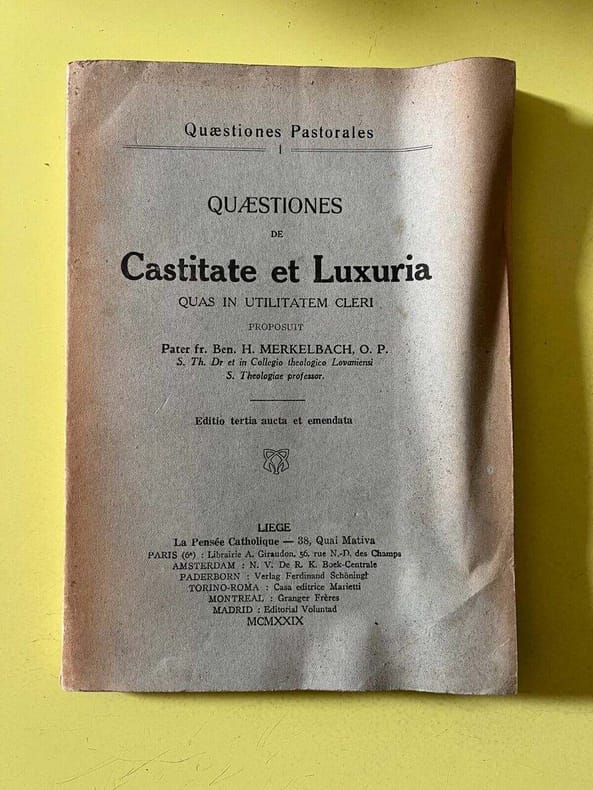 Quæstiones Pastorales
I
QUÆSTIONES
DE
Castitate et Luxuria
QUAS IN UTILITATEM CLERI
PROPOSUIT
Pater fr. Ben. H. MERKELBACH, O. P.
S. Th. Dr et in Collegio theologico Lovaniensi
S. Theologiae professor.
Editio tertia aucta et emendata
LIEGE
La Pensée Catholique — 38, Quai Mativa
PARIS (6e) : Librairie A. Giraudon, 56, rue N.-D. des Champs
AMSTERDAM : N. V. De R. K. Boek-Centrale
PADERBORN : Verlag Ferdinand Schöningh
TORINO-ROMA : Casa editrice Marietti
MONTREAL : Granger Frères
MADRID : Editorial Voluntad
MCMXXIX